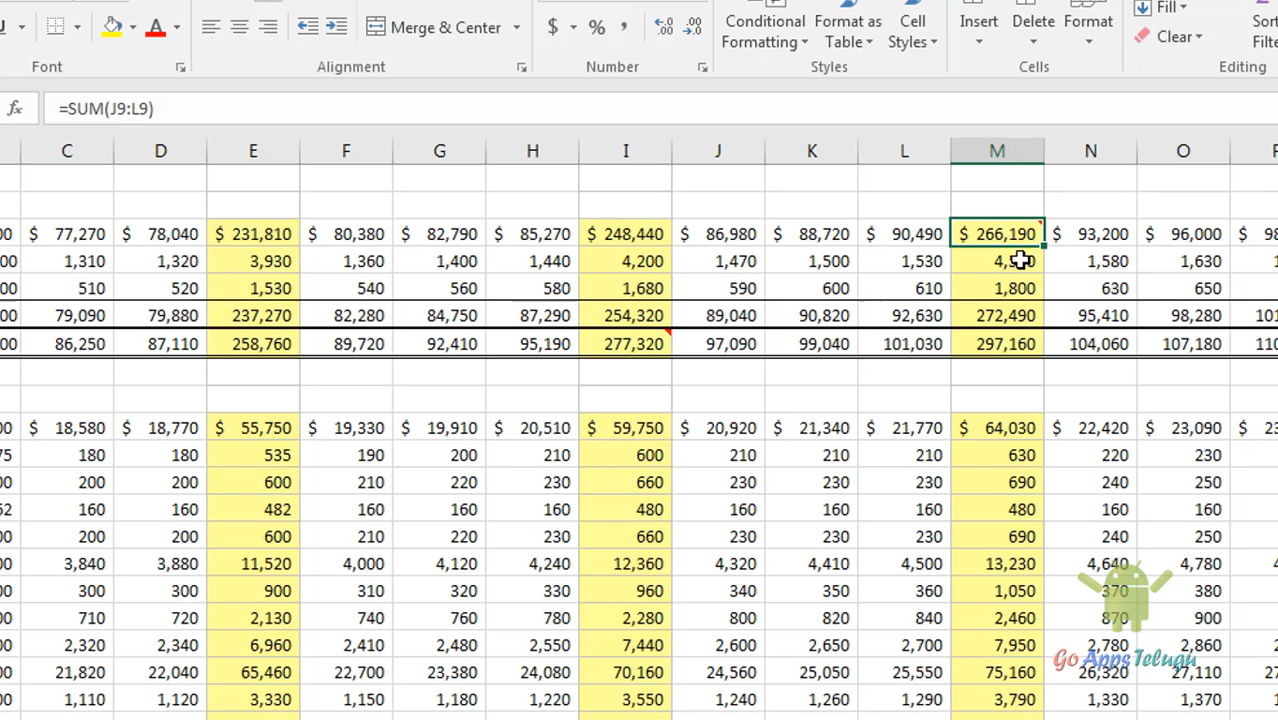 Merge & Center $ % , .00 Conditional Formatting Format as Table Cell Styles Insert Delete Format Fill Clear
Font Alignment Number Styles Cells Editing
fx =SUM(J9:L9)
C D E F G H I J K L M N O
$ 77,270 $ 78,040 $ 231,810 $ 80,380 $ 82,790 $ 85,270 $ 248,440 $ 86,980 $ 88,720 $ 90,490 $ 266,190 $ 93,200 $ 96,000 $
1,310 1,320 3,930 1,360 1,400 1,440 4,200 1,470 1,500 1,530 1,580 1,630
510 520 1,530 540 560 580 1,680 590 600 610 1,800 630 650
79,090 79,880 237,270 82,280 84,750 87,290 254,320 89,040 90,820 92,630 272,490 95,410 98,280
86,250 87,110 258,760 89,720 92,410 95,190 277,320 97,090 99,040 101,030 297,160 104,060 107,180
$ 18,580 $ 18,770 $ 55,750 $ 19,330 $ 19,910 $ 20,510 $ 59,750 $ 20,920 $ 21,340 $ 21,770 $ 64,030 $ 22,420 $ 23,090 $
180 180 535 190 200 210 600 210 210 210 630 220 230
200 200 600 210 220 230 660 230 230 230 690 240 250
160 160 482 160 160 160 480 160 160 160 480 160 160
200 200 600 210 220 230 660 230 230 230 690 240 250
3,840 3,880 11,520 4,000 4,120 4,240 12,360 4,320 4,410 4,500 13,230 4,640 4,780
300 300 900 310 320 330 960 340 350 360 1,050 370 380
710 720 2,130 740 760 780 2,280 800 820 840 2,460 870 900
2,320 2,340 6,960 2,410 2,480 2,550 7,440 2,600 2,650 2,700 7,950 2,780 2,860
21,820 22,040 65,460 22,700 23,380 24,080 70,160 24,560 25,050 25,550 75,160 26,320 27,110
Go Apps Telugu
1,110 1,120 3,330 1,150 1,180 1,220 3,550 1,240 1,260 1,290 3,790 1,330 1,370